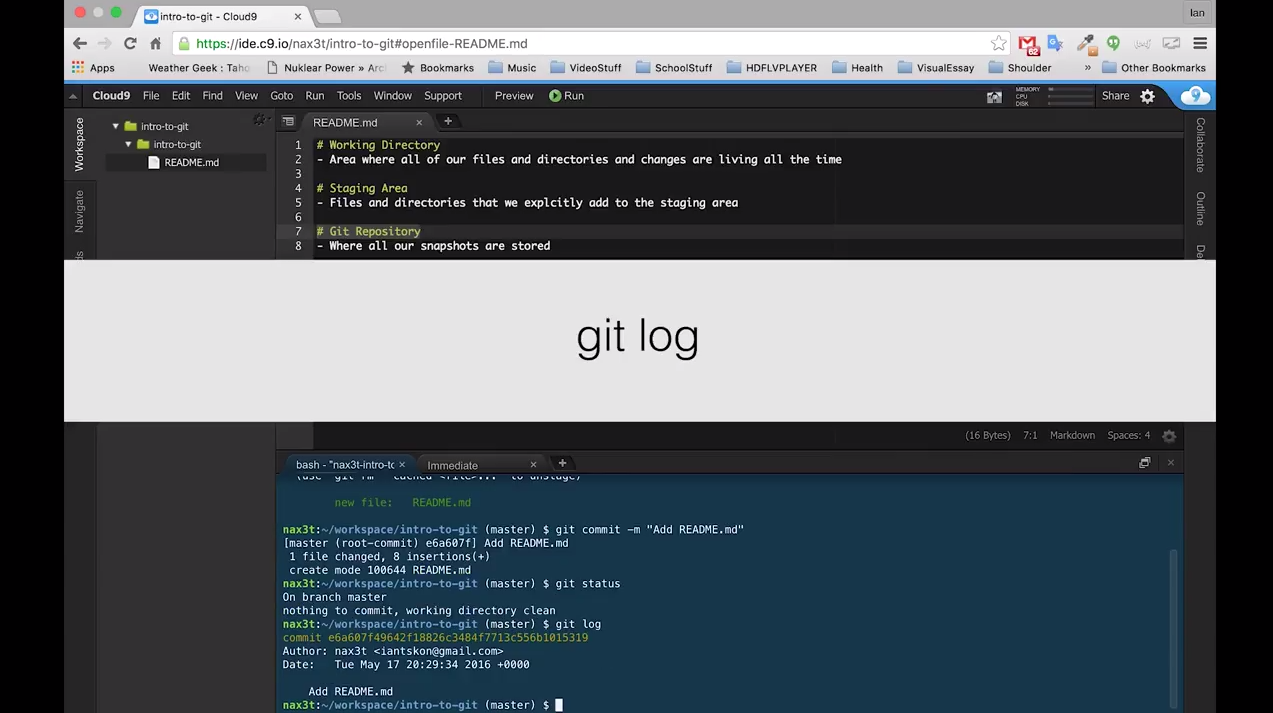 intro-to-git - Cloud9
Ian
https://ide.c9.io/nax3t/intro-to-git#openfile-README.md
62
Apps Weather Geek : Taho Nuklear Power » Arc Bookmarks Music VideoStuff SchoolStuff HDFLVPLAYER Health VisualEssay Shoulder » Other Bookmarks
Cloud9 File Edit Find View Goto Run Tools Window Support Preview Run MEMORY CPU DISK Share 9
Workspace
Navigate
Collaborate
Outline
intro-to-git
intro-to-git
README.md
README.md
1 # Working Directory
2 - Area where all of our files and directories and changes are living all the time
3
4 # Staging Area
5 - Files and directories that we explcitly add to the staging area
6
7 # Git Repository
8 - Where all our snapshots are stored
git log
(16 Bytes) 7:1 Markdown Spaces: 4
bash - "nax3t-intro-to Immediate
new file: README.md
nax3t:~/workspace/intro-to-git (master) $ git commit -m "Add README.md"
[master (root-commit) e6a607f] Add README.md
1 file changed, 8 insertions(+)
create mode 100644 README.md
nax3t:~/workspace/intro-to-git (master) $ git status
On branch master
nothing to commit, working directory clean
nax3t:~/workspace/intro-to-git (master) $ git log
commit e6a607f49642f18826c3484f7713c556b1015319
Author: nax3t <iantskon@gmail.com>
Date: Tue May 17 20:29:34 2016 +0000
Add README.md
nax3t:~/workspace/intro-to-git (master) $